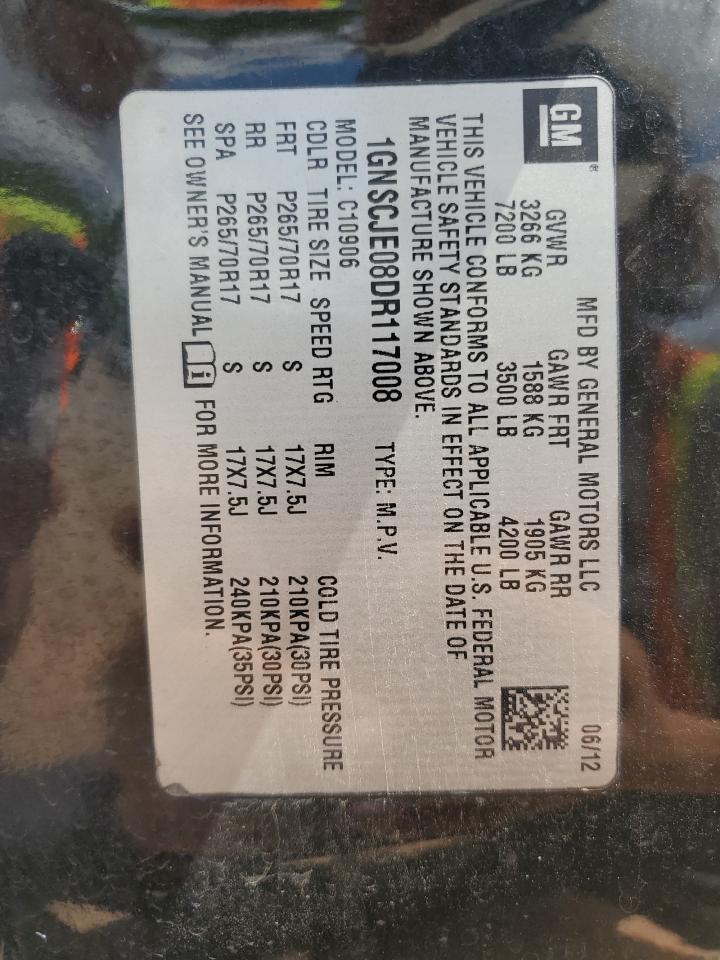 GM®
MFD BY GENERAL MOTORS LLC 06/12
GVWR GAWR FRT GAWR RR
3266 KG 1588 KG 1905 KG
7200 LB 3500 LB 4200 LB
THIS VEHICLE CONFORMS TO ALL APPLICABLE U.S. FEDERAL MOTOR
VEHICLE SAFETY STANDARDS IN EFFECT ON THE DATE OF
MANUFACTURE SHOWN ABOVE.
1GNSCJE08DR117008 TYPE: M.P.V.
MODEL: C10906
CDLR TIRE SIZE SPEED RTG RIM COLD TIRE PRESSURE
FRT P265/70R17 S 17X7.5J 210KPA(30PSI)
RR P265/70R17 S 17X7.5J 210KPA(30PSI)
SPA P265/70R17 S 17X7.5J 240KPA(35PSI)
SEE OWNER'S MANUAL i FOR MORE INFORMATION.